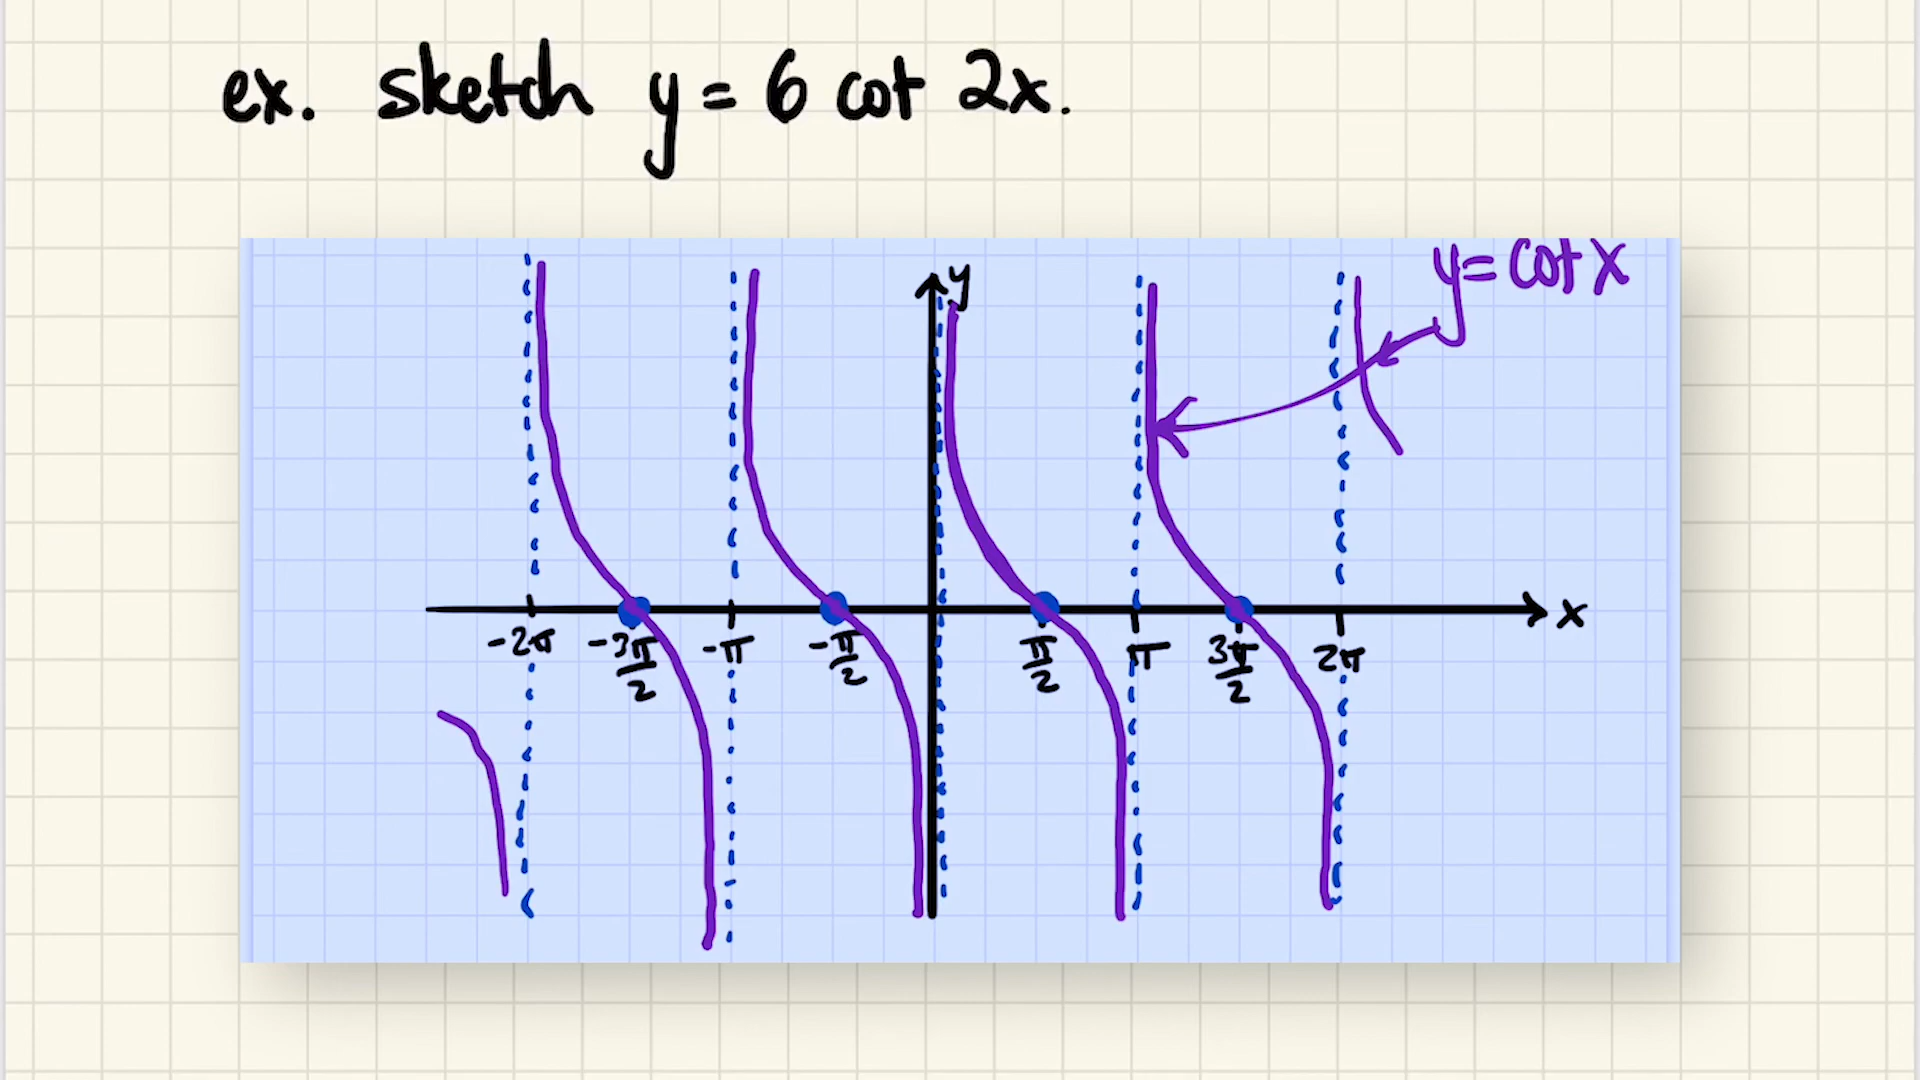 ex. sketch y = 6 cot 2x.
y = cot x
y
x
-2π -3π/2 -π -π/2 π/2 π 3π/2 2π